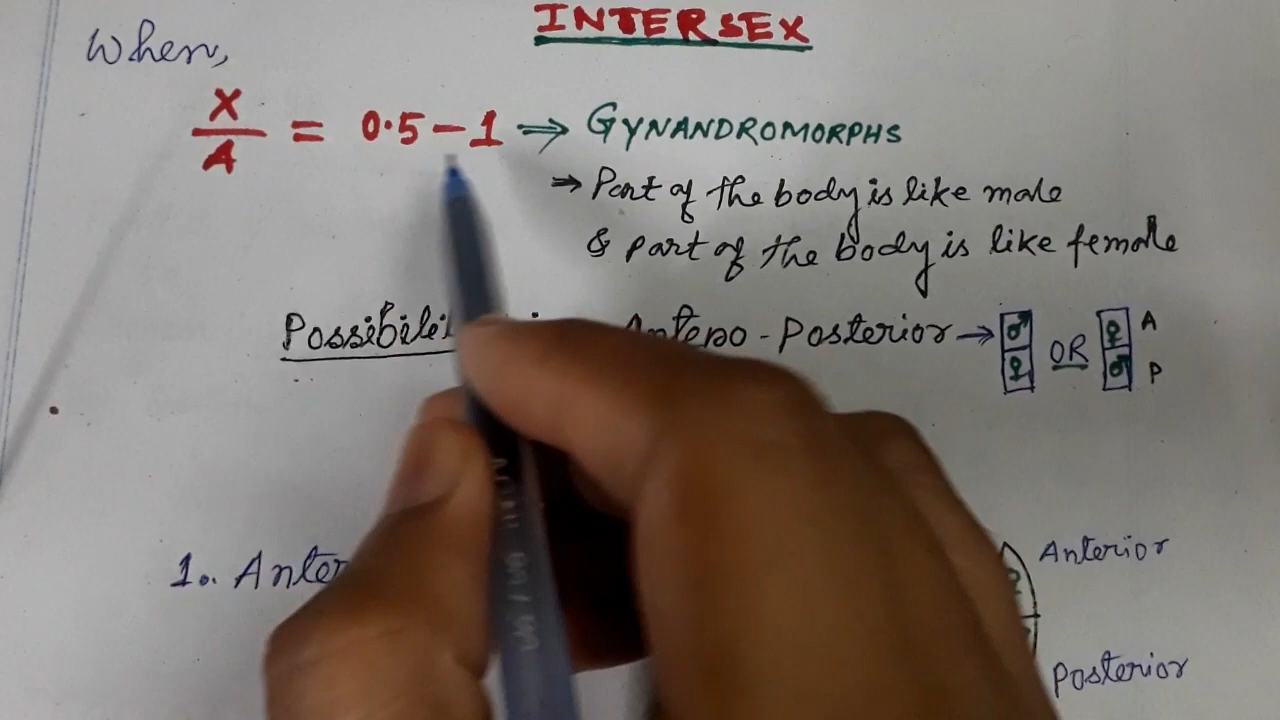 INTERSEX
When,
X/A = 0.5 - 1 ⇒ GYNANDROMORPHS
⇒ Part of the body is like male
& part of the body is like female
Antero - Posterior → ♂ ♀ OR ♀ ♂ A P
1. Anter
Anterior
Posterior